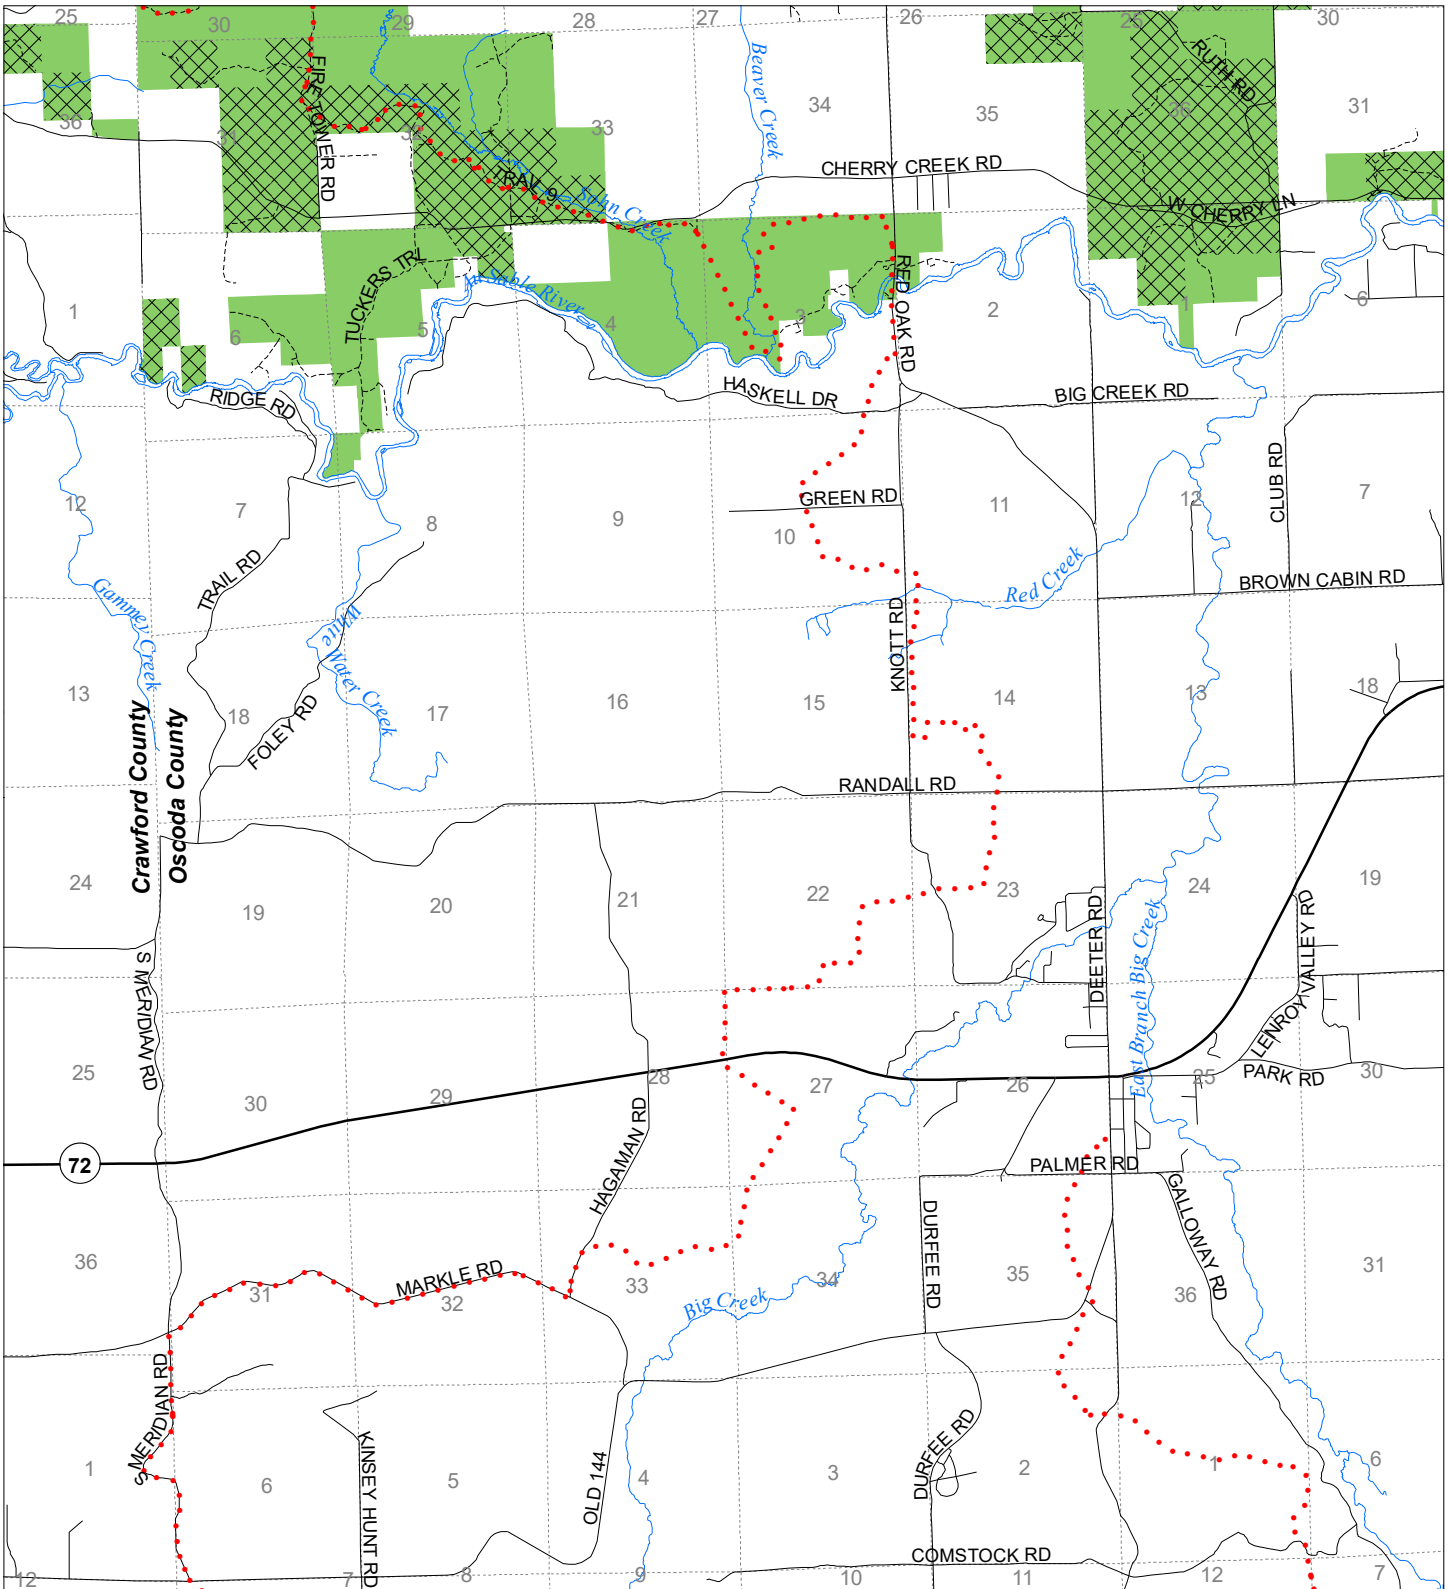 25
30
29
28
27
26
25
30
FIRE TOWER RD
Beaver Creek
RUTH RD
36
31
32
33
34
35
36
31
CHERRY CREEK RD
TRAV 9
Sohn Creek
W CHERRY LN
TUCKERS TRL
Au Sable River
RED OAK RD
1
6
5
4
3
2
1
6
RIDGE RD
HASKELL DR
BIG CREEK RD
CLUB RD
12
7
8
9
10
GREEN RD
11
12
7
TRAIL RD
Gammey Creek
White Water Creek
Red Creek
BROWN CABIN RD
KNOTT RD
13
18
17
16
15
14
13
18
FOLEY RD
Crawford County
Oscoda County
RANDALL RD
24
19
20
21
22
23
24
19
S MERIDIAN RD
DEETER RD
East Branch Big Creek
LENROY VALLEY RD
25
30
29
28
27
26
25
PARK RD
30
72
HAGAMAN RD
PALMER RD
GALLOWAY RD
DURFEE RD
36
31
MARKLE RD
32
33
34
35
36
31
Big Creek
S MERIDIAN RD
KINSEY HUNT RD
OLD 144
DURFEE RD
1
6
5
4
3
2
1
6
COMSTOCK RD
12
7
8
9
10
11
12
7